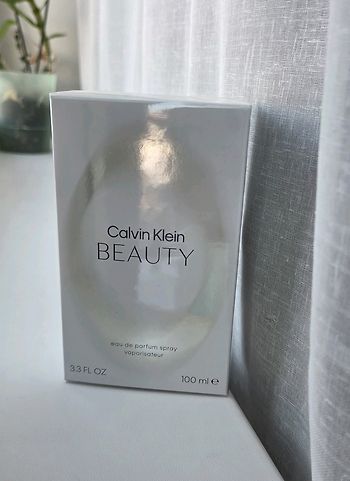 Calvin Klein
BEAUTY
eau de parfum spray
vaporisateur
3.3 FL OZ
100 ml ℮